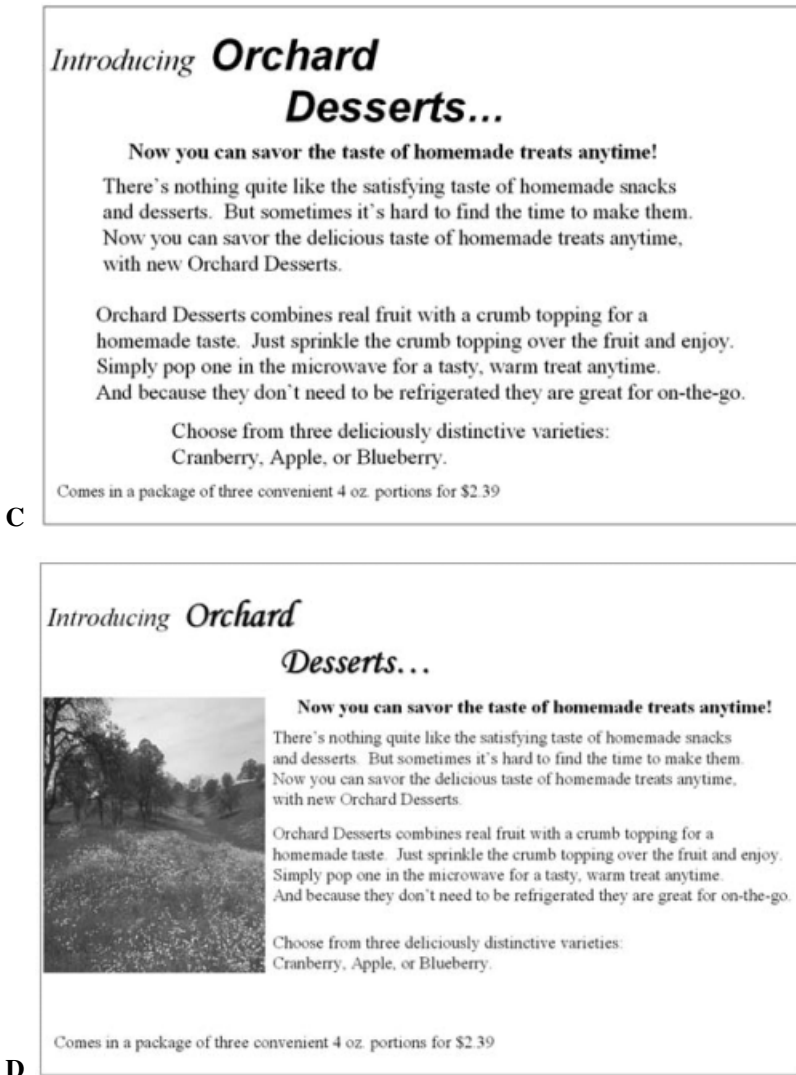 Introducing Orchard
Desserts...
Now you can savor the taste of homemade treats anytime!
There`s nothing quite like the satisfying taste of homemade snacks
and desserts.  But sometimes it`s hard to find the time to make them.
Now you can savor the delicious taste of homemade treats anytime,
with new Orchard Desserts.
Orchard Desserts combines real fruit with a crumb topping for a
homemade taste.  Just sprinkle the crumb topping over the fruit and enjoy.
Simply pop one in the microwave for a tasty, warm treat anytime.
And because they don`t need to be refrigerated they are great for on-the-go.
Choose from three deliciously distinctive varieties:
Cranberry, Apple, or Blueberry.
Comes in a package of three convenient 4 oz. portions for $2.39
C
Introducing Orchard
Desserts...
Now you can savor the taste of homemade treats anytime!
There`s nothing quite like the satisfying taste of homemade snacks
and desserts.  But sometimes it`s hard to find the time to make them.
Now you can savor the delicious taste of homemade treats anytime,
with new Orchard Desserts.
Orchard Desserts combines real fruit with a crumb topping for a
homemade taste.  Just sprinkle the crumb topping over the fruit and enjoy.
Simply pop one in the microwave for a tasty, warm treat anytime.
And because they don`t need to be refrigerated they are great for on-the-go.
Choose from three deliciously distinctive varieties:
Cranberry, Apple, or Blueberry.
Comes in a package of three convenient 4 oz. portions for $2.39
D